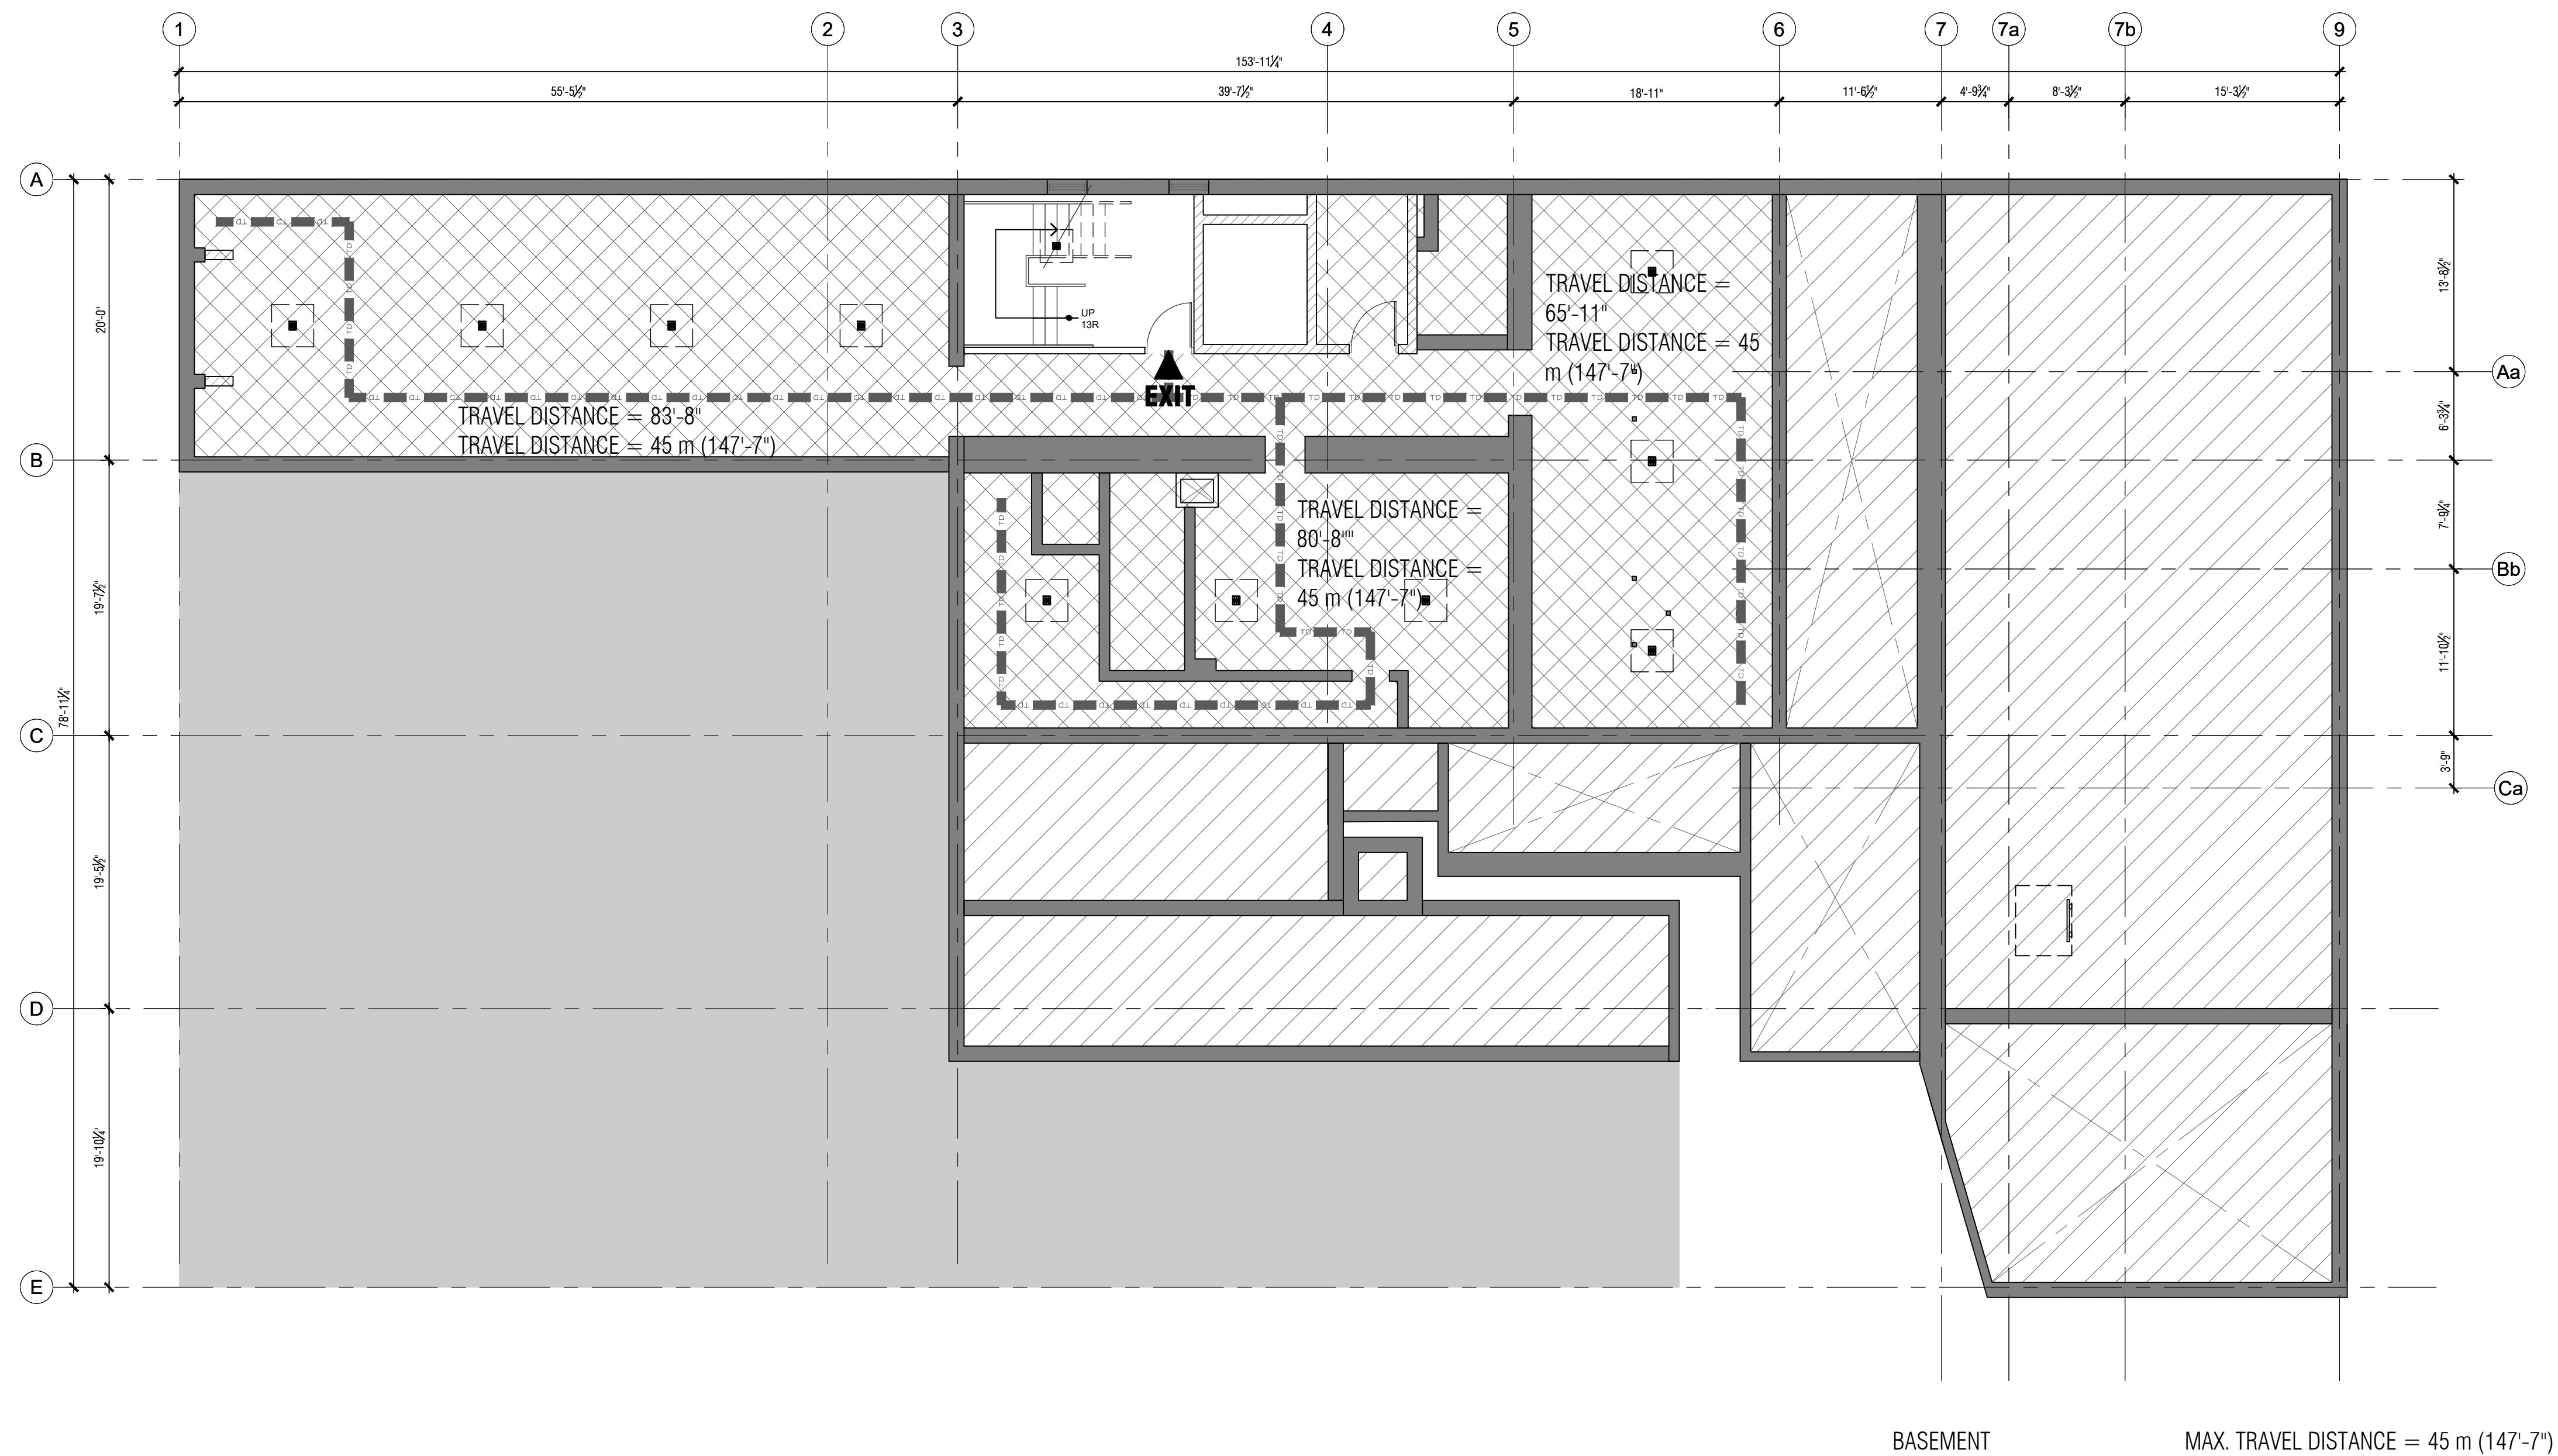 1 2 3 4 5 6 7 7a 7b 9
153'-11¼"
55'-5½" 39'-7½" 18'-11" 11'-6½" 4'-9¾" 8'-3½" 15'-3½"
A
B
C
D
E
20'-0"
19'-7½"
78'-11¼"
19'-5½"
19'-10¼"
Aa
Bb
Ca
13'-8½"
6'-3¾"
7'-9¼"
11'-10½"
3'-9"
UP
13R
EXIT
TRAVEL DISTANCE = 83'-8"
TRAVEL DISTANCE = 45 m (147'-7")
TRAVEL DISTANCE =
65'-11"
TRAVEL DISTANCE = 45
m (147'-7")
TRAVEL DISTANCE =
80'-8""
TRAVEL DISTANCE =
45 m (147'-7")
BASEMENT
MAX. TRAVEL DISTANCE = 45 m (147'-7")